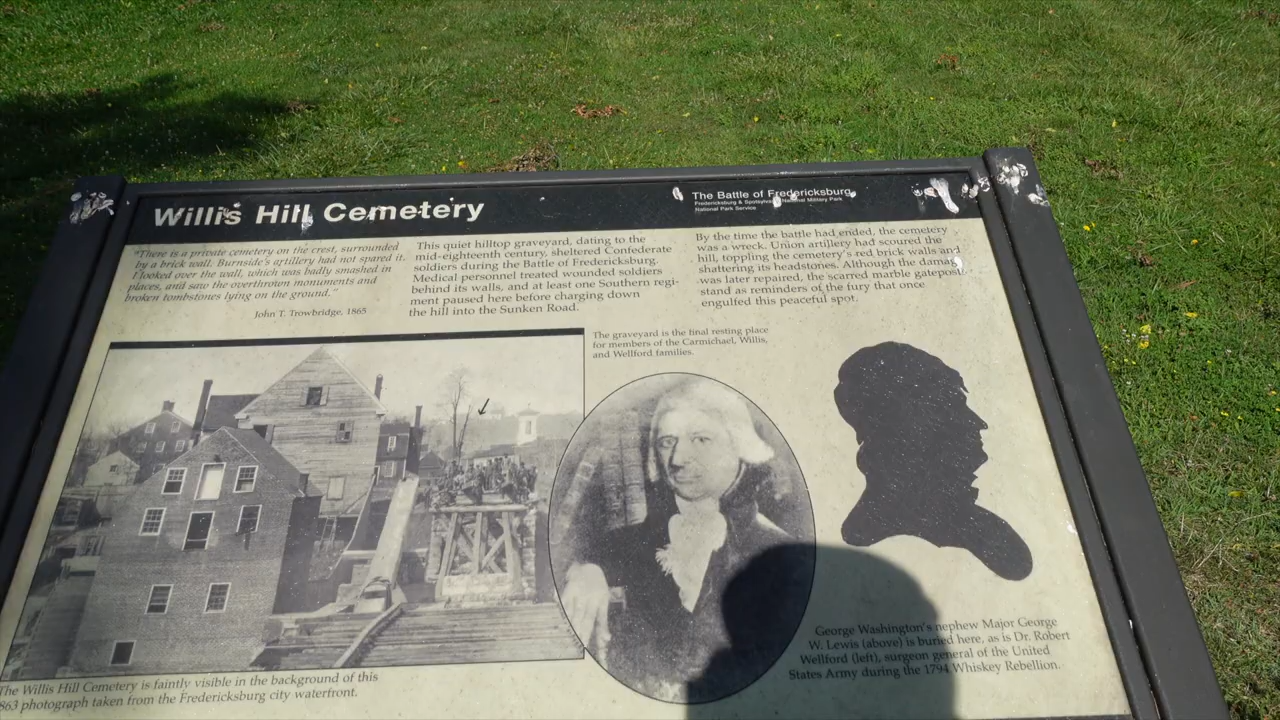 Willis Hill Cemetery
The Battle of Fredericksburg
Fredericksburg & Spotsylvania National Military Park
National Park Service
"There is a private cemetery on the crest, surrounded
by a brick wall. Burnside's artillery had not spared it.
I looked over the wall, which was badly smashed in
places, and saw the overthrown monuments and
broken tombstones lying on the ground."
John T. Trowbridge, 1865
This quiet hilltop graveyard, dating to the
mid-eighteenth century, sheltered Confederate
soldiers during the Battle of Fredericksburg.
Medical personnel treated wounded soldiers
behind its walls, and at least one Southern regi-
ment paused here before charging down
the hill into the Sunken Road.
By the time the battle had ended, the cemetery
was a wreck. Union artillery had scoured the
hill, toppling the cemetery's red brick walls and
shattering its headstones. Although the damage
was later repaired, the scarred marble gateposts
stand as reminders of the fury that once
engulfed this peaceful spot.
The graveyard is the final resting place
for members of the Carmichael, Willis,
and Wellford families.
George Washington's nephew Major George
W. Lewis (above) is buried here, as is Dr. Robert
Wellford (left), surgeon general of the United
States Army during the 1794 Whiskey Rebellion.
The Willis Hill Cemetery is faintly visible in the background of this
863 photograph taken from the Fredericksburg city waterfront.